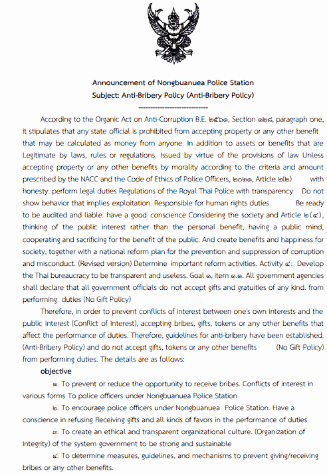 Announcement of Nongbuanuea Police Station
Subject: Anti-Bribery Policy (Anti-Bribery Policy)
----------------------------
According to the Organic Act on Anti-Corruption B.E. ๒๕๖๑, Section ๑๒๘, paragraph one,
it stipulates that any state official is prohibited from accepting property or any other benefit
that may be calculated as money from anyone. In addition to assets or benefits that are
Legitimate by laws, rules or regulations. Issued by virtue of the provisions of law Unless
accepting property or any other benefits by morality according to the criteria and amount
prescribed by the NACC and the Code of Ethics of Police Officers, Article with
honesty perform legal duties Regulations of the Royal Thai Police with transparency. Do not
show behavior that implies exploitation. Responsible for human rights duties. Be ready
to be audited and liable. have a good conscience Considering the society and Article ๒(๔),
thinking of the public interest rather than the personal benefit, having a public mind,
cooperating and sacrificing for the benefit of the public. And create benefits and happiness for
society, together with a national reform plan for the prevention and suppression of corruption
and misconduct. (Revised version) Determine important reform activities. Activity ๔: Develop
the Thai bureaucracy to be transparent and useless. Goal ๑, item ๑.๑. All government agencies
shall declare that all government officials do not accept gifts and gratuities of any kind. from
performing duties (No Gift Policy)
Therefore, in order to prevent conflicts of interest between one's own interests and the
public interest (Conflict of Interest), accepting bribes, gifts, tokens or any other benefits that
affect the performance of duties. Therefore, guidelines for anti-bribery have been established.
(Anti-Bribery Policy) and do not accept gifts, tokens or any other benefits (No Gift Policy)
from performing duties. The details are as follows:
objective
๑. To prevent or reduce the opportunity to receive bribes. Conflicts of interest in
various forms To police officers under Nongbuanuea Police Station
๒. To encourage police officers under Nongbuanuea Police Station. Have a
conscience in refusing Receiving gifts and all kinds of favors in the performance of duties
๓. To create an ethical and transparent organizational culture. (Organization of
Integrity) of the system government to be strong and sustainable
๔. To determine measures, guidelines, and mechanisms to prevent giving/receiving
bribes or any other benefits.